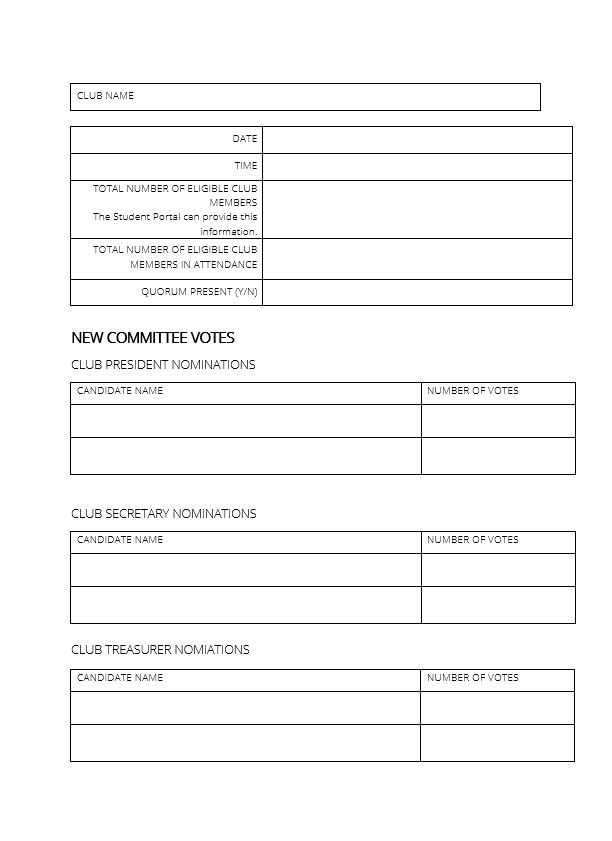 CLUB NAME
DATE
TIME
TOTAL NUMBER OF ELIGIBLE CLUB
MEMBERS
The Student Portal can provide this
information.
TOTAL NUMBER OF ELIGIBLE CLUB
MEMBERS IN ATTENDANCE
QUORUM PRESENT (Y/N)
NEW COMMITTEE VOTES
CLUB PRESIDENT NOMINATIONS
CANDIDATE NAME NUMBER OF VOTES
CLUB SECRETARY NOMINATIONS
CANDIDATE NAME NUMBER OF VOTES
CLUB TREASURER NOMIATIONS
CANDIDATE NAME NUMBER OF VOTES